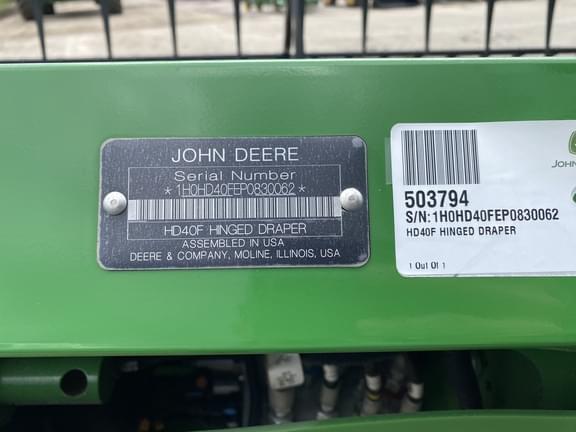 JOHN DEERE
Serial Number
*1H0HD40FEP0830062*
HD40F HINGED DRAPER
ASSEMBLED IN USA
DEERE & COMPANY, MOLINE, ILLINOIS, USA
JOHN
503794
S/N:1H0HD40FEP0830062
HD40F HINGED DRAPER
1 Out Of 1